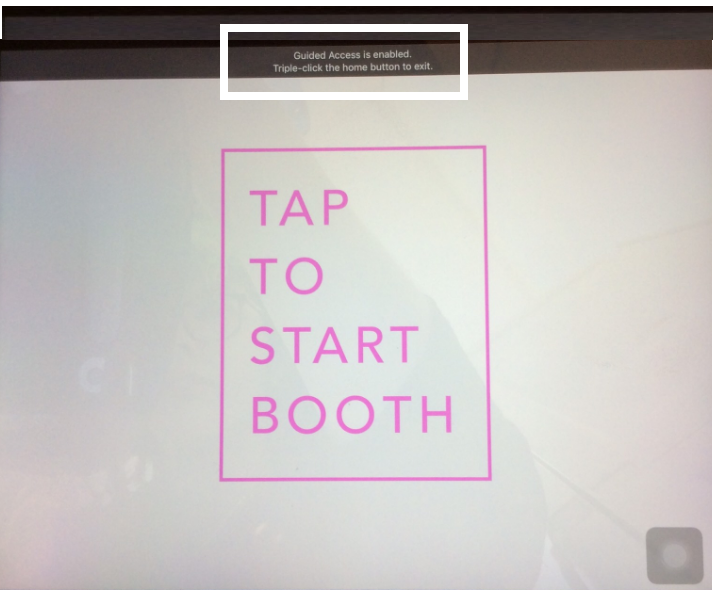 Guided Access is enabled.
Triple-click the home button to exit.
TAP
TO
START
BOOTH